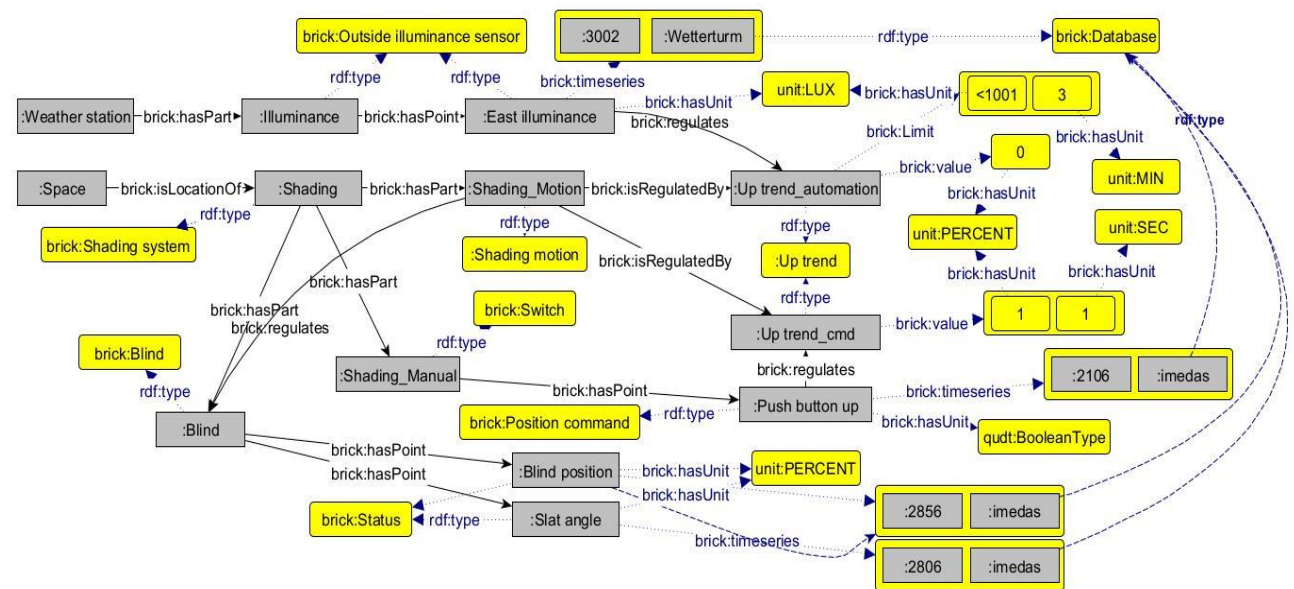 brick:Outside illuminance sensor
:3002
:Wetterturm
rdf:type
brick:Database
rdf:type
rdf:type
brick:timeseries
brick:hasUnit
unit:LUX
brick:hasUnit
<1001
3
:Weather station
brick:hasPart
:Illuminance
brick:hasPoint
:East illuminance
brick:regulates
brick:Limit
brick:hasUnit
rdf:type
:Space
brick:isLocationOf
:Shading
brick:hasPart
:Shading_Motion
brick:isRegulatedBy
:Up trend_automation
brick:value
0
unit:MIN
rdf:type
brick:Shading system
rdf:type
:Shading motion
rdf:type
:Up trend
brick:hasUnit
unit:PERCENT
unit:SEC
brick:isRegulatedBy
brick:hasPart
rdf:type
brick:hasUnit
brick:hasUnit
brick:hasPart
brick:regulates
brick:Switch
rdf:type
:Up trend_cmd
brick:value
1
1
brick:Blind
rdf:type
:Shading_Manual
brick:hasPoint
brick:regulates
:Push button up
brick:timeseries
:2106
:imedas
brick:Position command
rdf:type
brick:hasUnit
qudt:BooleanType
:Blind
brick:hasPoint
brick:hasPoint
:Blind position
brick:hasUnit
unit:PERCENT
brick:hasUnit
brick:Status
rdf:type
:Slat angle
:2856
:imedas
brick:timeseries
:2806
:imedas